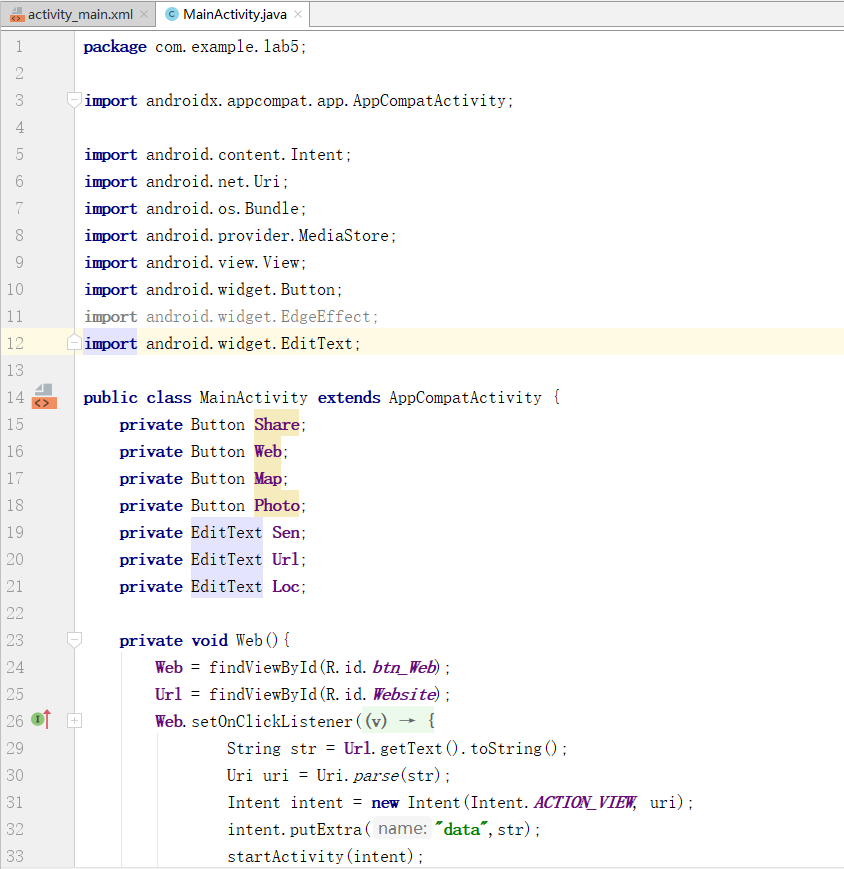 activity_main.xml × MainActivity.java ×
1 package com.example.lab5;
2
3 import androidx.appcompat.app.AppCompatActivity;
4
5 import android.content.Intent;
6 import android.net.Uri;
7 import android.os.Bundle;
8 import android.provider.MediaStore;
9 import android.view.View;
10 import android.widget.Button;
11 import android.widget.EdgeEffect;
12 import android.widget.EditText;
13
14 public class MainActivity extends AppCompatActivity {
15 private Button Share;
16 private Button Web;
17 private Button Map;
18 private Button Photo;
19 private EditText Sen;
20 private EditText Url;
21 private EditText Loc;
22
23 private void Web(){
24 Web = findViewById(R.id.btn_Web);
25 Url = findViewById(R.id.Website);
26 Web.setOnClickListener((v) → {
29 String str = Url.getText().toString();
30 Uri uri = Uri.parse(str);
31 Intent intent = new Intent(Intent.ACTION_VIEW, uri);
32 intent.putExtra( name: "data",str);
33 startActivity(intent);